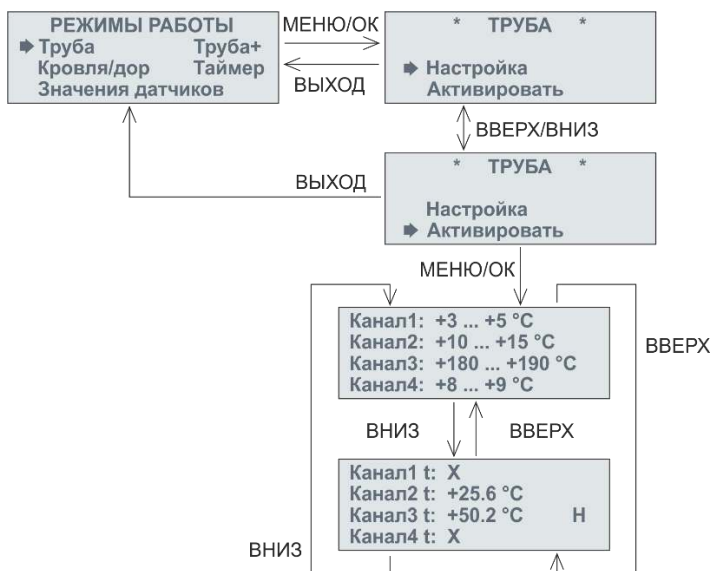 РЕЖИМЫ РАБОТЫ
Труба Труба+
Кровля/дор Таймер
Значения датчиков
МЕНЮ/ОК
ВЫХОД
* ТРУБА *
Настройка
Активировать
ВВЕРХ/ВНИЗ
ВЫХОД
* ТРУБА *
Настройка
Активировать
МЕНЮ/ОК
Канал1: +3 ... +5 °C
Канал2: +10 ... +15 °C
Канал3: +180 ... +190 °C
Канал4: +8 ... +9 °C
ВВЕРХ
ВНИЗ ВВЕРХ
Канал1 t: X
Канал2 t: +25.6 °C
Канал3 t: +50.2 °C Н
Канал4 t: X
ВНИЗ